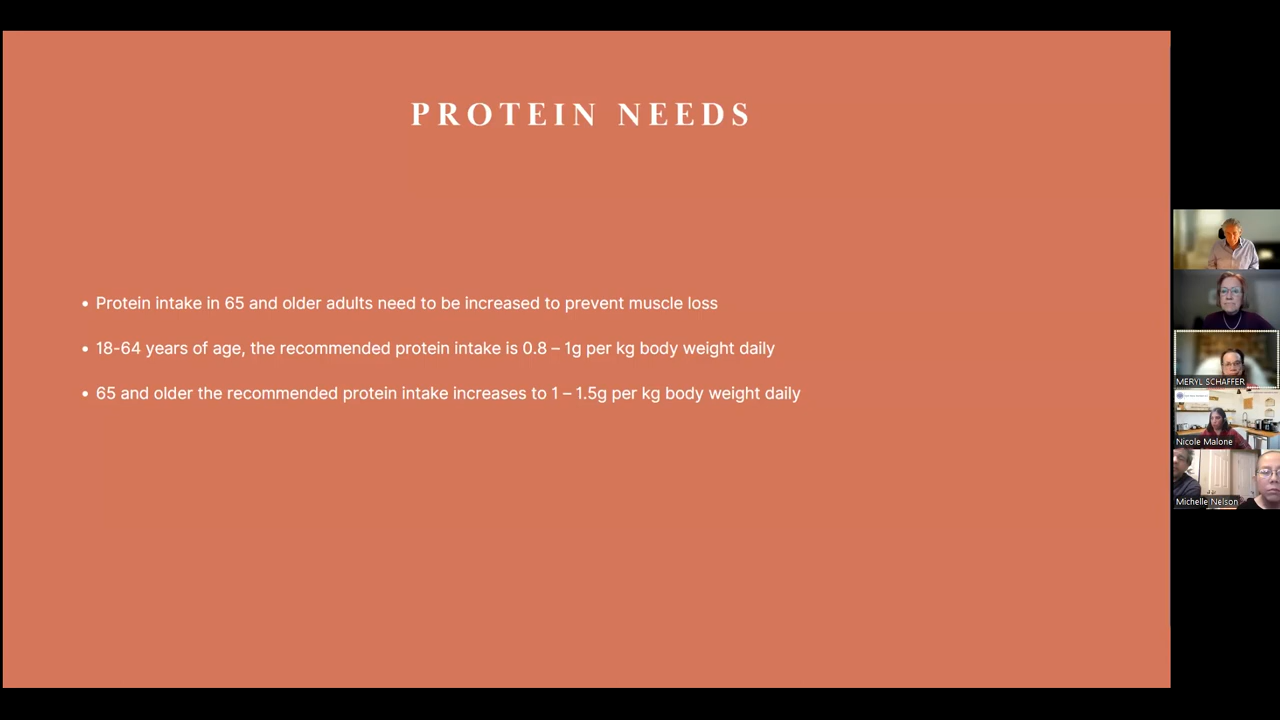 PROTEIN NEEDS
• Protein intake in 65 and older adults need to be increased to prevent muscle loss
• 18-64 years of age, the recommended protein intake is 0.8 – 1g per kg body weight daily
• 65 and older the recommended protein intake increases to 1 – 1.5g per kg body weight daily
MERYL SCHAFFER
Nicole Malone
Michelle Nelson